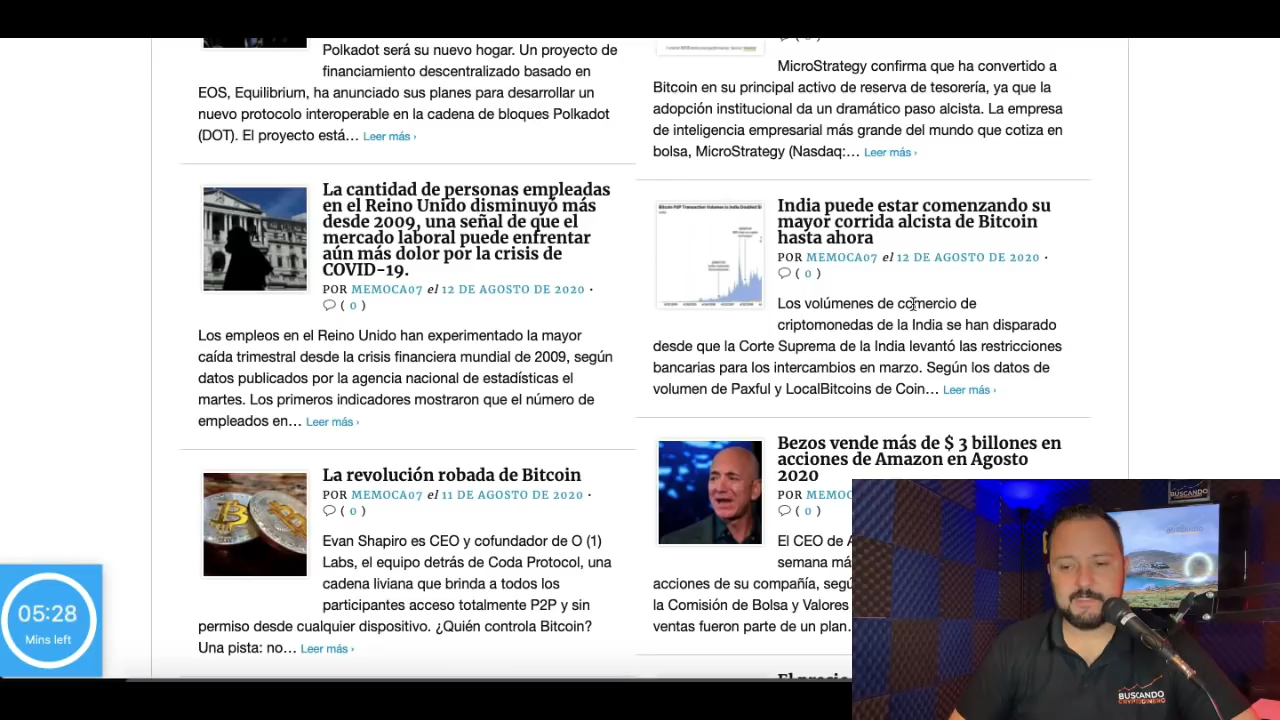 Polkadot será su nuevo hogar. Un proyecto de
financiamiento descentralizado basado en
EOS, Equilibrium, ha anunciado sus planes para desarrollar un
nuevo protocolo interoperable en la cadena de bloques Polkadot
(DOT). El proyecto está… Leer más ›
La cantidad de personas empleadas
en el Reino Unido disminuyó más
desde 2009, una señal de que el
mercado laboral puede enfrentar
aún más dolor por la crisis de
COVID-19.
POR MEMOCA07 el 12 DE AGOSTO DE 2020 •
( 0 )
Los empleos en el Reino Unido han experimentado la mayor
caída trimestral desde la crisis financiera mundial de 2009, según
datos publicados por la agencia nacional de estadísticas el
martes. Los primeros indicadores mostraron que el número de
empleados en… Leer más ›
La revolución robada de Bitcoin
POR MEMOCA07 el 11 DE AGOSTO DE 2020 •
( 0 )
Evan Shapiro es CEO y cofundador de O (1)
Labs, el equipo detrás de Coda Protocol, una
cadena liviana que brinda a todos los
participantes acceso totalmente P2P y sin
permiso desde cualquier dispositivo. ¿Quién controla Bitcoin?
Una pista: no… Leer más ›
MicroStrategy confirma que ha convertido a
Bitcoin en su principal activo de reserva de tesorería, ya que la
adopción institucional da un dramático paso alcista. La empresa
de inteligencia empresarial más grande del mundo que cotiza en
bolsa, MicroStrategy (Nasdaq:… Leer más ›
India puede estar comenzando su
mayor corrida alcista de Bitcoin
hasta ahora
POR MEMOCA07 el 12 DE AGOSTO DE 2020 •
( 0 )
Los volúmenes de comercio de
criptomonedas de la India se han disparado
desde que la Corte Suprema de la India levantó las restricciones
bancarias para los intercambios en marzo. Según los datos de
volumen de Paxful y LocalBitcoins de Coin… Leer más ›
Bezos vende más de $ 3 billones en
acciones de Amazon en Agosto
2020
POR MEMO
( 0 )
El CEO de A
semana má
acciones de su compañía, seg
la Comisión de Bolsa y Valores
ventas fueron parte de un plan.
El precio
05:28
Mins left
BUSCANDO
BUSCANDO